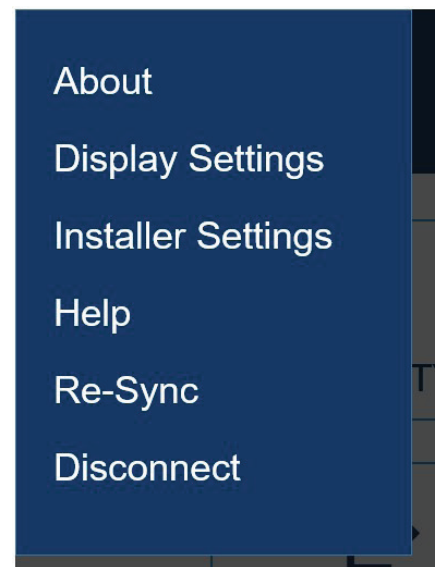 About
Display Settings
Installer Settings
Help
Re-Sync
Disconnect